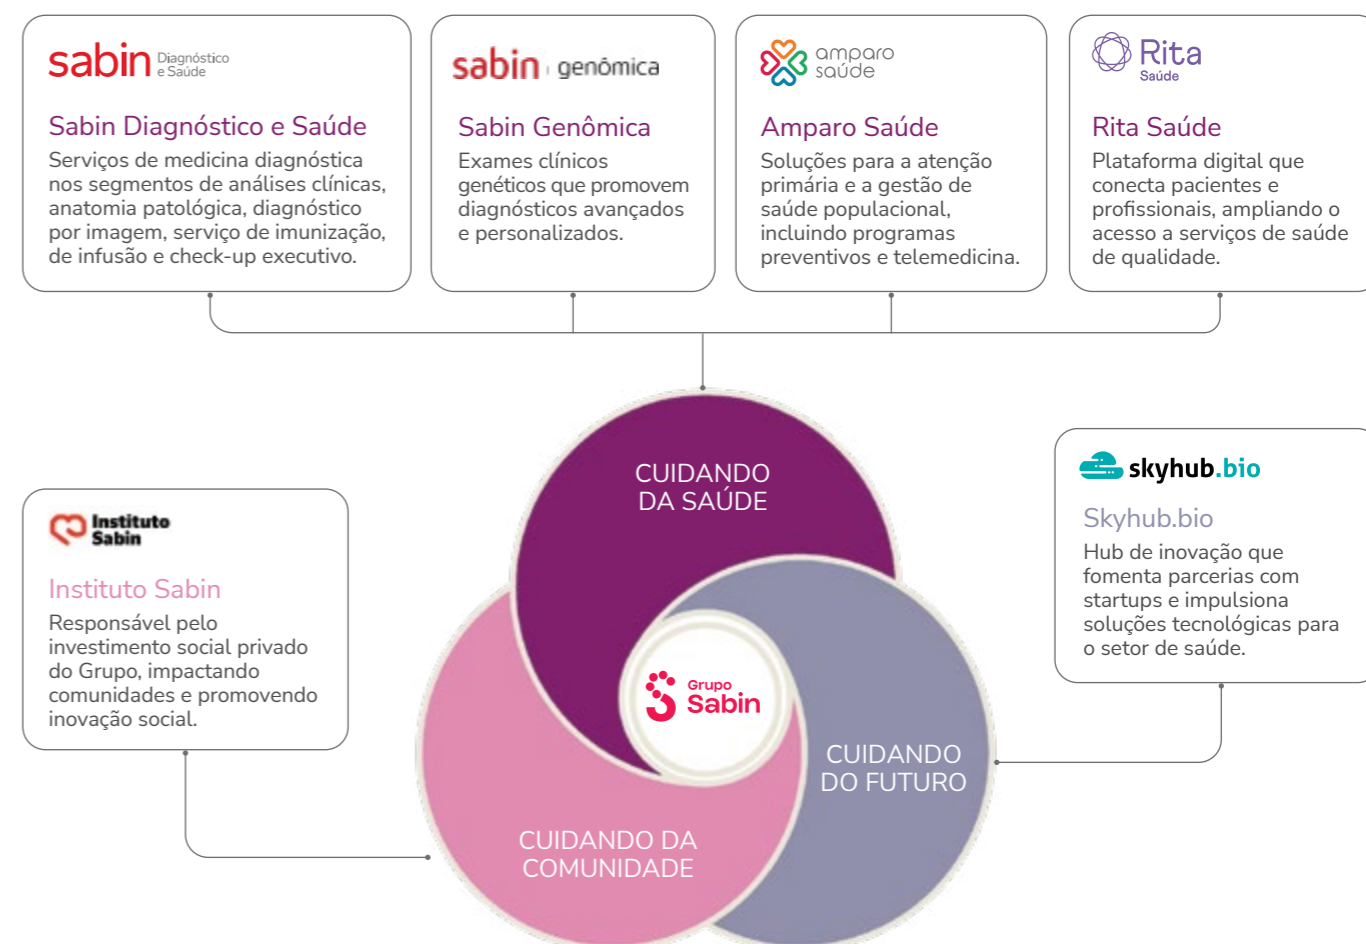 sabin Diagnóstico
e Saúde
Sabin Diagnóstico e Saúde
Serviços de medicina diagnóstica
nos segmentos de análises clínicas,
anatomia patológica, diagnóstico
por imagem, serviço de imunização,
de infusão e check-up executivo.
sabin genômica
Sabin Genômica
Exames clínicos
genéticos que promovem
diagnósticos avançados
e personalizados.
amparo
saúde
Amparo Saúde
Soluções para a atenção
primária e a gestão de
saúde populacional,
incluindo programas
preventivos e telemedicina.
Rita
Saúde
Rita Saúde
Plataforma digital que
conecta pacientes e
profissionais, ampliando o
acesso a serviços de saúde
de qualidade.
CUIDANDO
DA SAÚDE
Instituto
Sabin
Instituto Sabin
Responsável pelo
investimento social privado
do Grupo, impactando
comunidades e promovendo
inovação social.
Grupo
Sabin
skyhub.bio
Skyhub.bio
Hub de inovação que
fomenta parcerias com
startups e impulsiona
soluções tecnológicas para
o setor de saúde.
CUIDANDO
DO FUTURO
CUIDANDO DA
COMUNIDADE